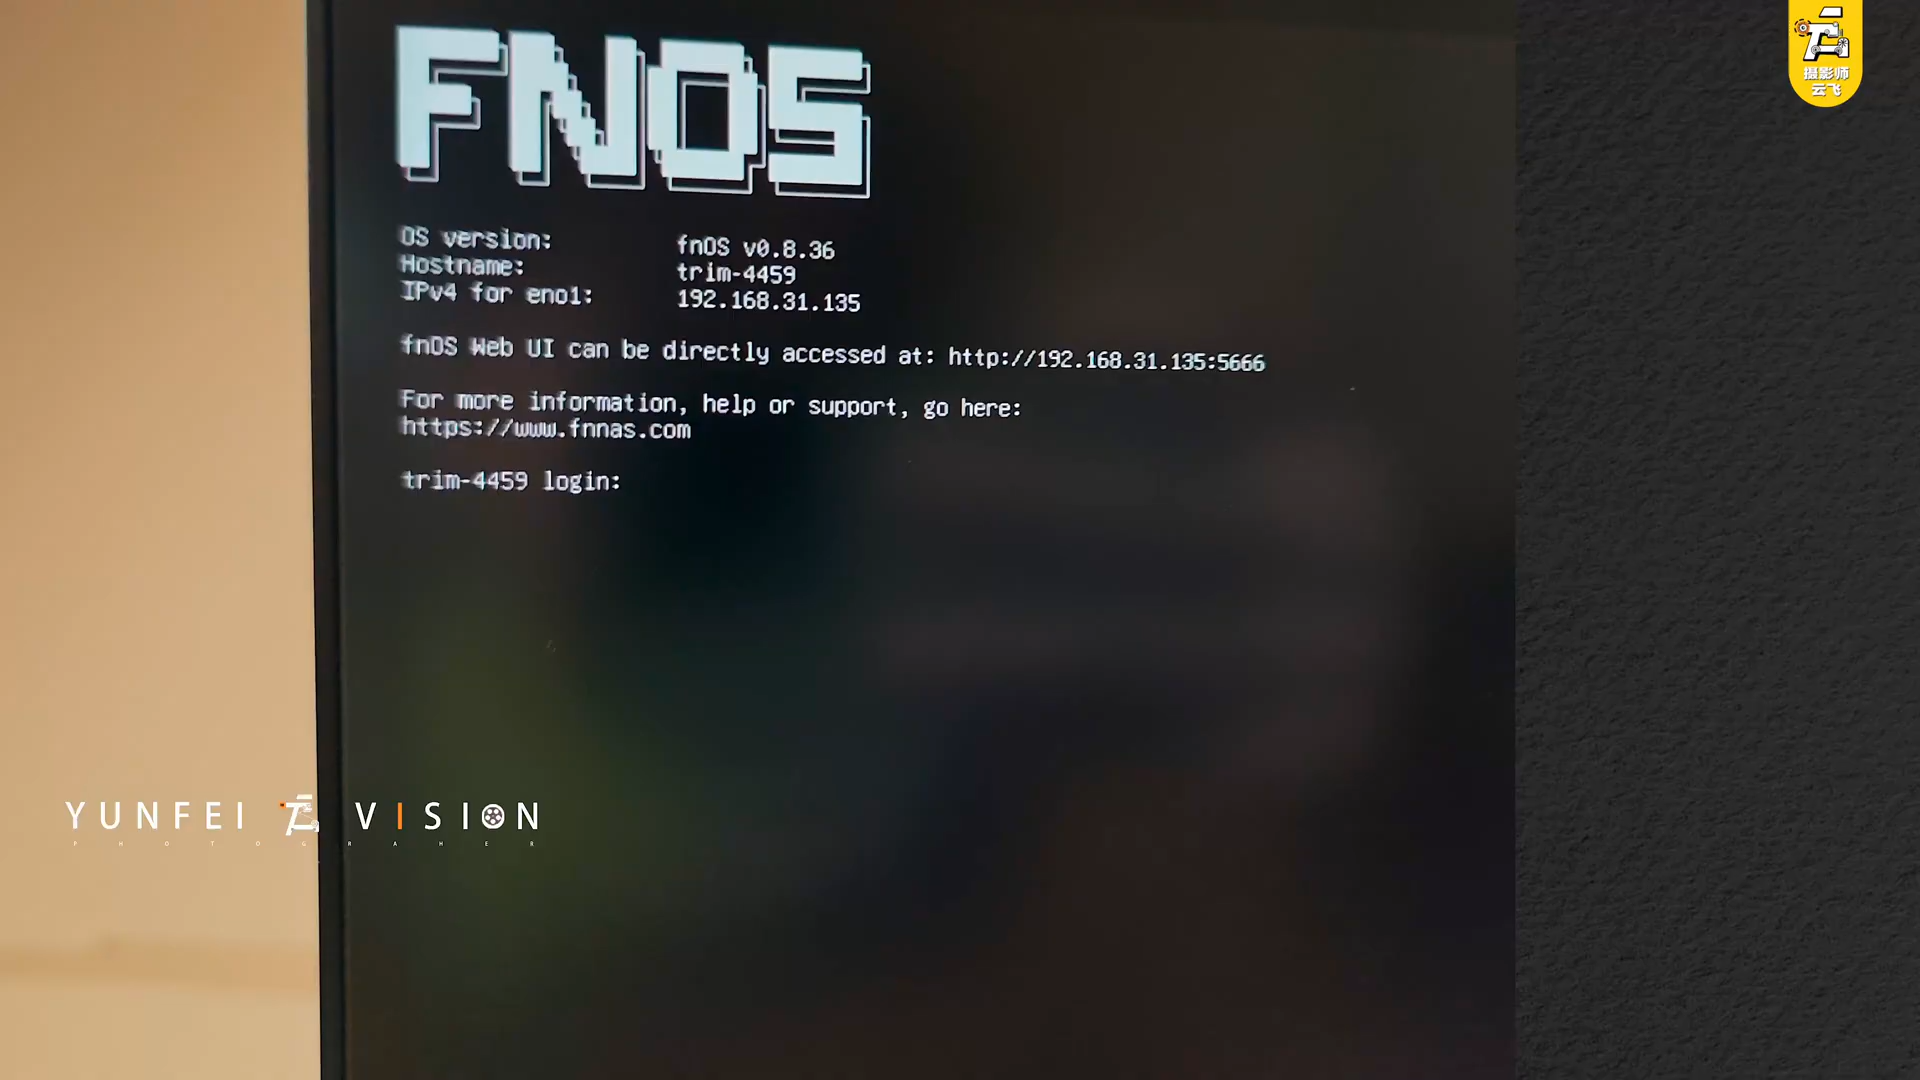 FNOS
OS version: fnOS v0.8.36
Hostname: trim-4459
IPv4 for eno1: 192.168.31.135
fnOS Web UI can be directly accessed at: http://192.168.31.135:5666
For more information, help or support, go here:
https://www.fnnas.com
trim-4459 login:
摄影师
云飞
YUNFEI VISION
PHOTOGRAHER